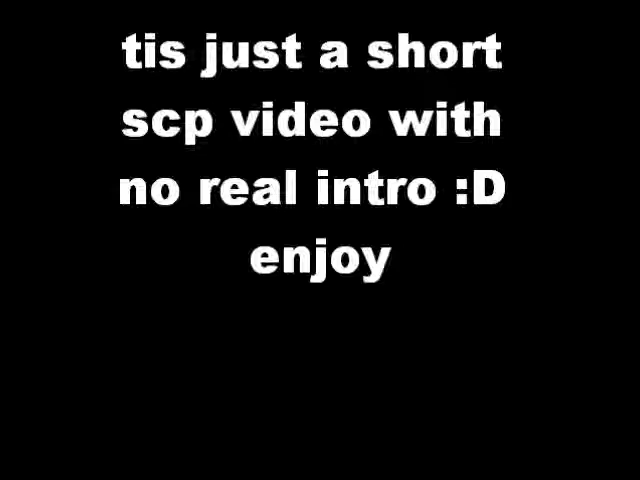 tis just a short
scp video with
no real intro :D
enjoy